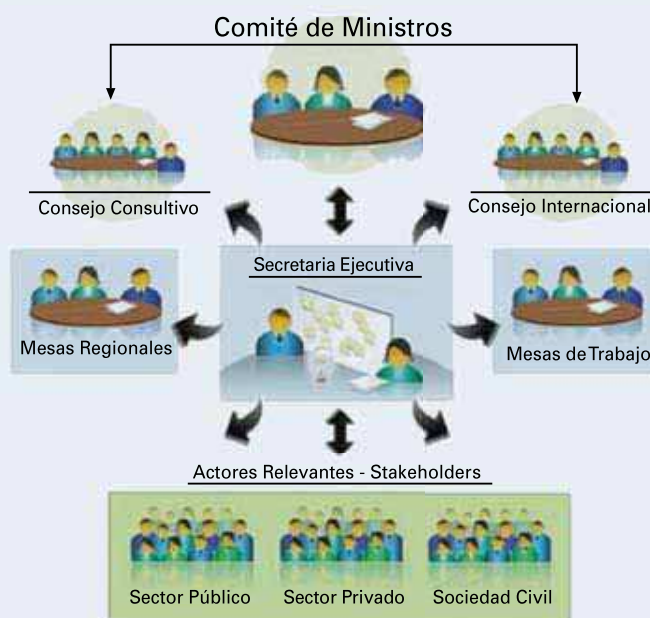 Comité de Ministros
Consejo Consultivo
Consejo Internacional
Secretaria Ejecutiva
Mesas Regionales
Mesas de Trabajo
Actores Relevantes - Stakeholders
Sector Público
Sector Privado
Sociedad Civil